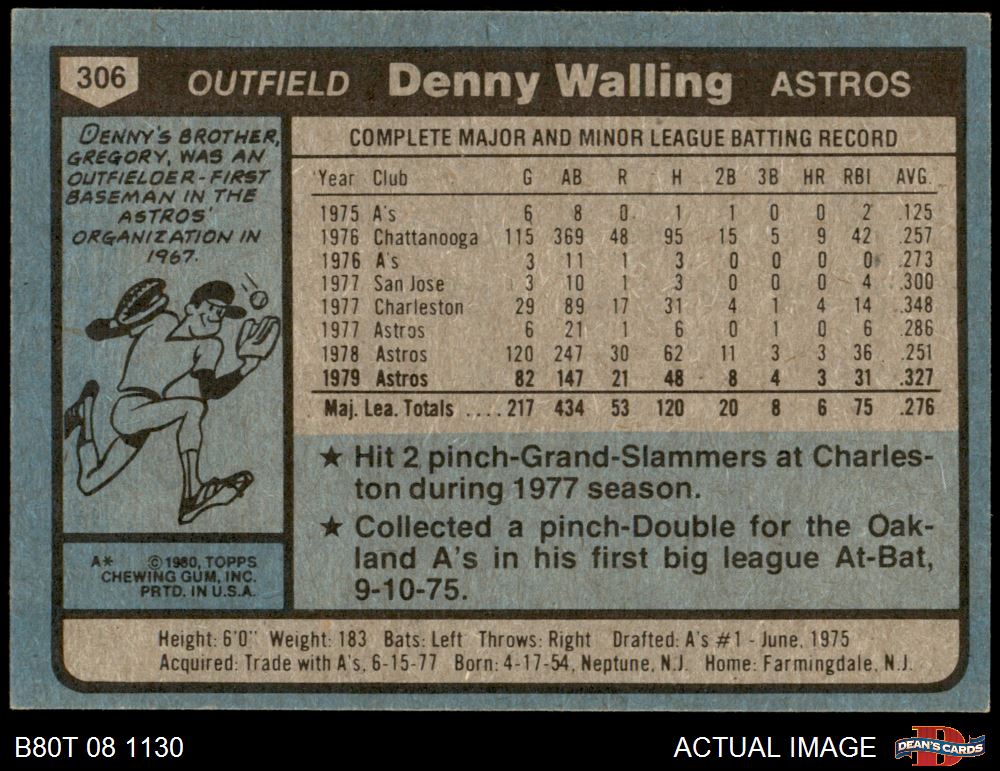 306 OUTFIELD Denny Walling ASTROS
DENNY'S BROTHER,
GREGORY, WAS AN
OUTFIELDER-FIRST
BASEMAN IN THE
ASTROS'
ORGANIZATION IN
1967.
COMPLETE MAJOR AND MINOR LEAGUE BATTING RECORD
Year Club G AB R H 2B 3B HR RBI AVG.
1975 A's 6 8 0 1 1 0 0 2 .125
1976 Chattanooga 115 369 48 95 15 5 9 42 .257
1976 A's 3 11 1 3 0 0 0 0 .273
1977 San Jose 3 10 1 3 0 0 0 4 .300
1977 Charleston 29 89 17 31 4 1 4 14 .348
1977 Astros 6 21 1 6 0 1 0 6 .286
1978 Astros 120 247 30 62 11 3 3 36 .251
1979 Astros 82 147 21 48 8 4 3 31 .327
Maj. Lea. Totals ....217 434 53 120 20 8 6 75 .276
★ Hit 2 pinch-Grand-Slammers at Charles-
ton during 1977 season.
★ Collected a pinch-Double for the Oak-
land A's in his first big league At-Bat,
9-10-75.
A* © 1980, TOPPS
CHEWING GUM, INC.
PRTD. IN U.S.A.
Height: 6'0" Weight: 183 Bats: Left Throws: Right Drafted: A's #1 - June, 1975
Acquired: Trade with A's, 6-15-77 Born: 4-17-54, Neptune, N.J. Home: Farmingdale, N.J.
B80T 08 1130 ACTUAL IMAGE DEAN'S CARDS